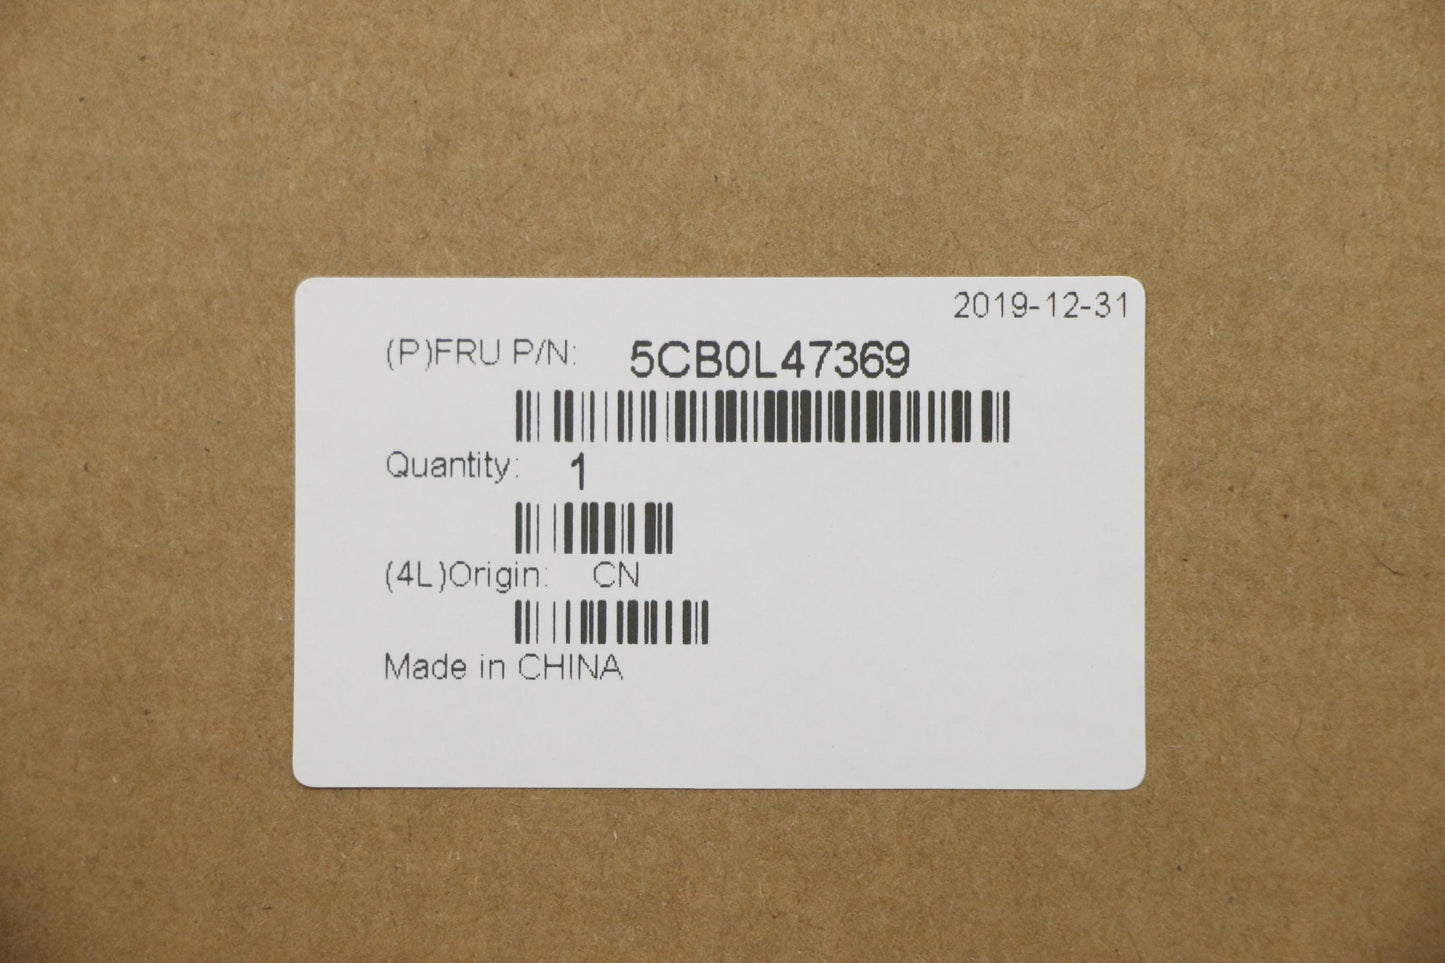 2019-12-31
(P)FRU P/N: 5CB0L47369
Quantity: 1
(4L)Origin: CN
Made in CHINA